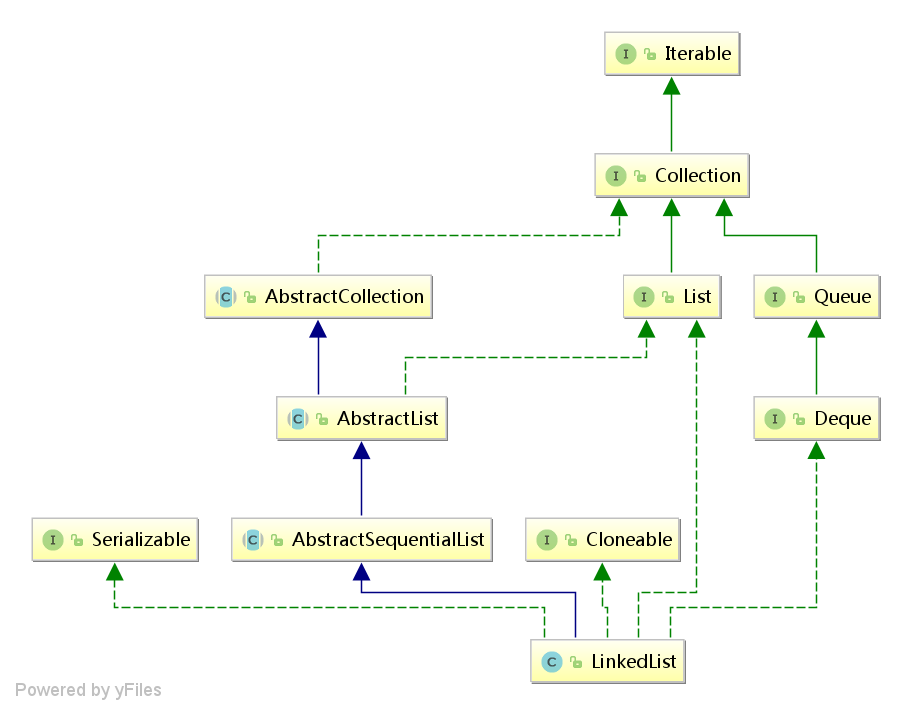 I Iterable
I Collection
C AbstractCollection
I List
I Queue
C AbstractList
I Deque
I Serializable
C AbstractSequentialList
I Cloneable
C LinkedList
Powered by yFiles